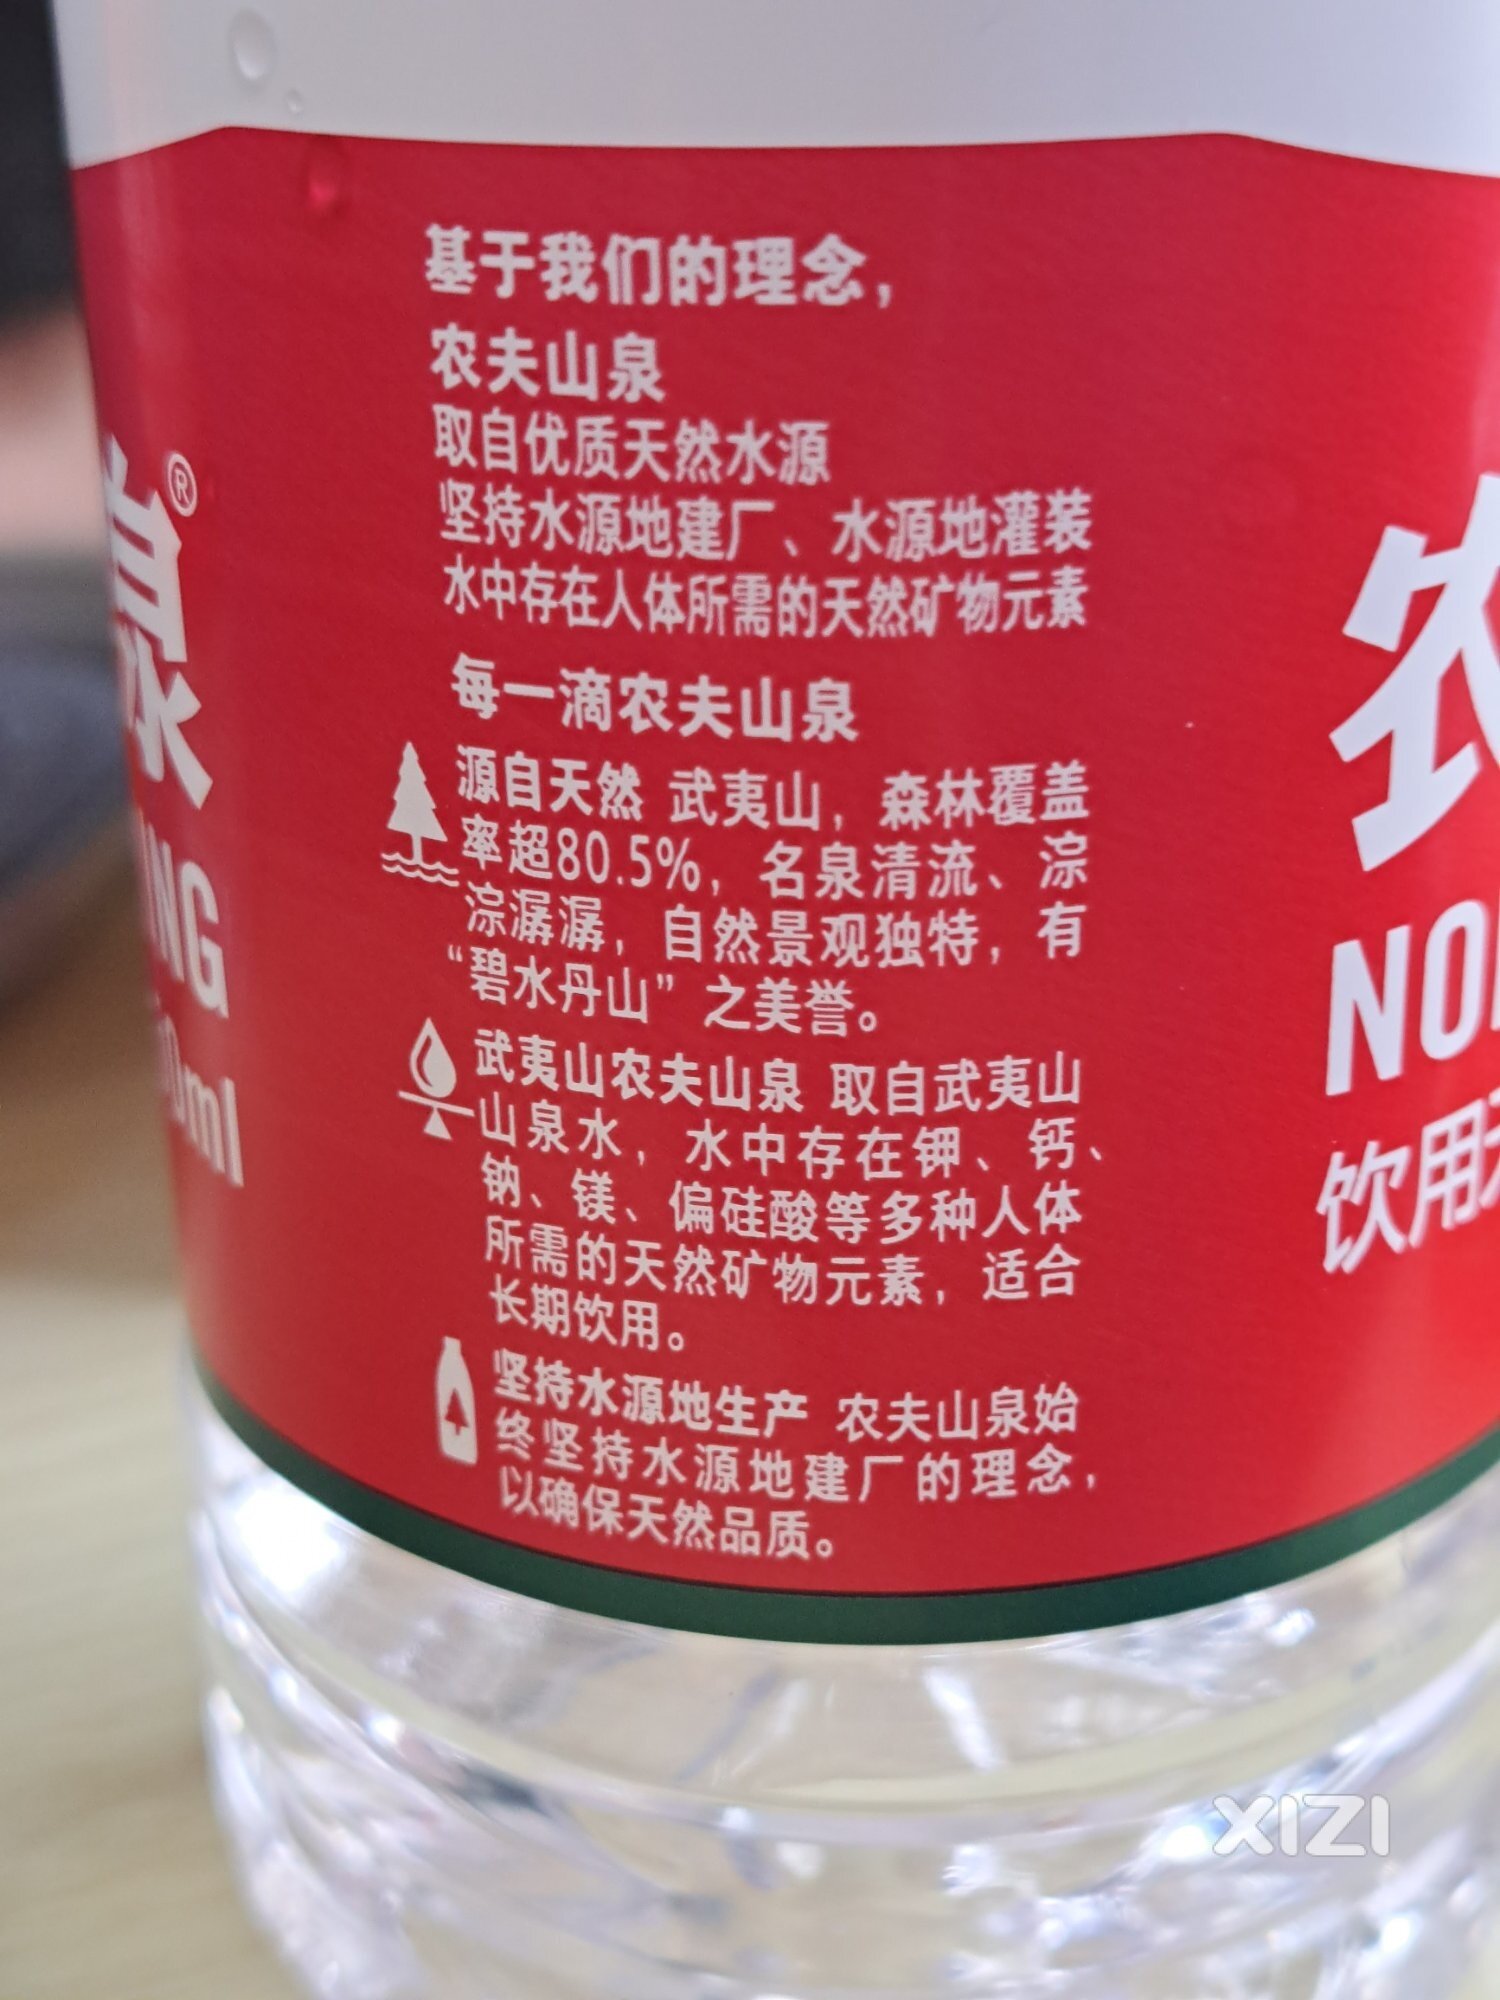 基于我们的理念，
农夫山泉
取自优质天然水源
坚持水源地建厂、水源地灌装
水中存在人体所需的天然矿物元素
每一滴农夫山泉
源自天然 武夷山，森林覆盖
率超80.5%，名泉清流、淙
淙潺潺，自然景观独特，有
“碧水丹山”之美誉。
武夷山农夫山泉 取自武夷山
山泉水，水中存在钾、钙、
钠、镁、偏硅酸等多种人体
所需的天然矿物元素，适合
长期饮用。
坚持水源地生产 农夫山泉始
终坚持水源地建厂的理念，
以确保天然品质。
泉®
ING
0ml
农
NO
饮用天
XIZI